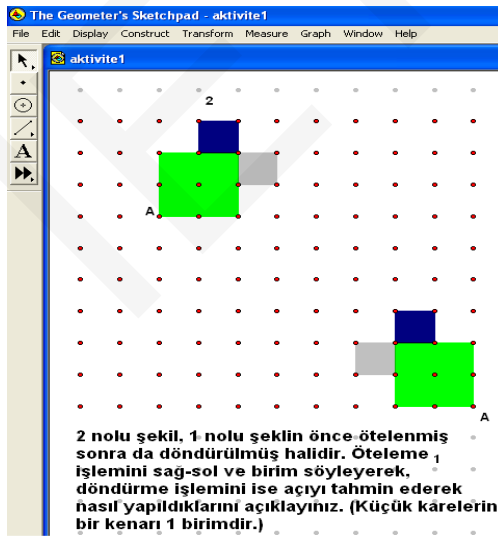 The Geometer's Sketchpad - aktivite1
File Edit Display Construct Transform Measure Graph Window Help
aktivite1
A
2
A
A
1
2 nolu şekil, 1 nolu şeklin önce ötelenmiş
sonra da döndürülmüş halidir. Öteleme
işlemini sağ-sol ve birim söyleyerek,
döndürme işlemini ise açıyı tahmin ederek
nasıl yapıldıklarını açıklayınız. (Küçük karelerin
bir kenarı 1 birimdir.)